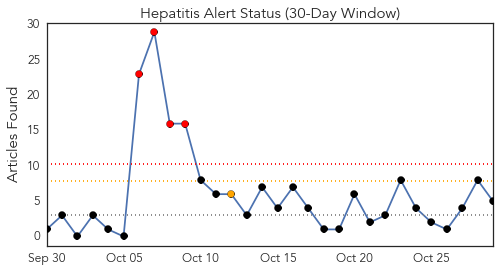 Hepatitis Alert Status (30-Day Window)
Articles Found
30
25
20
15
10
5
0
Sep 30
Oct 05
Oct 10
Oct 15
Oct 20
Oct 25